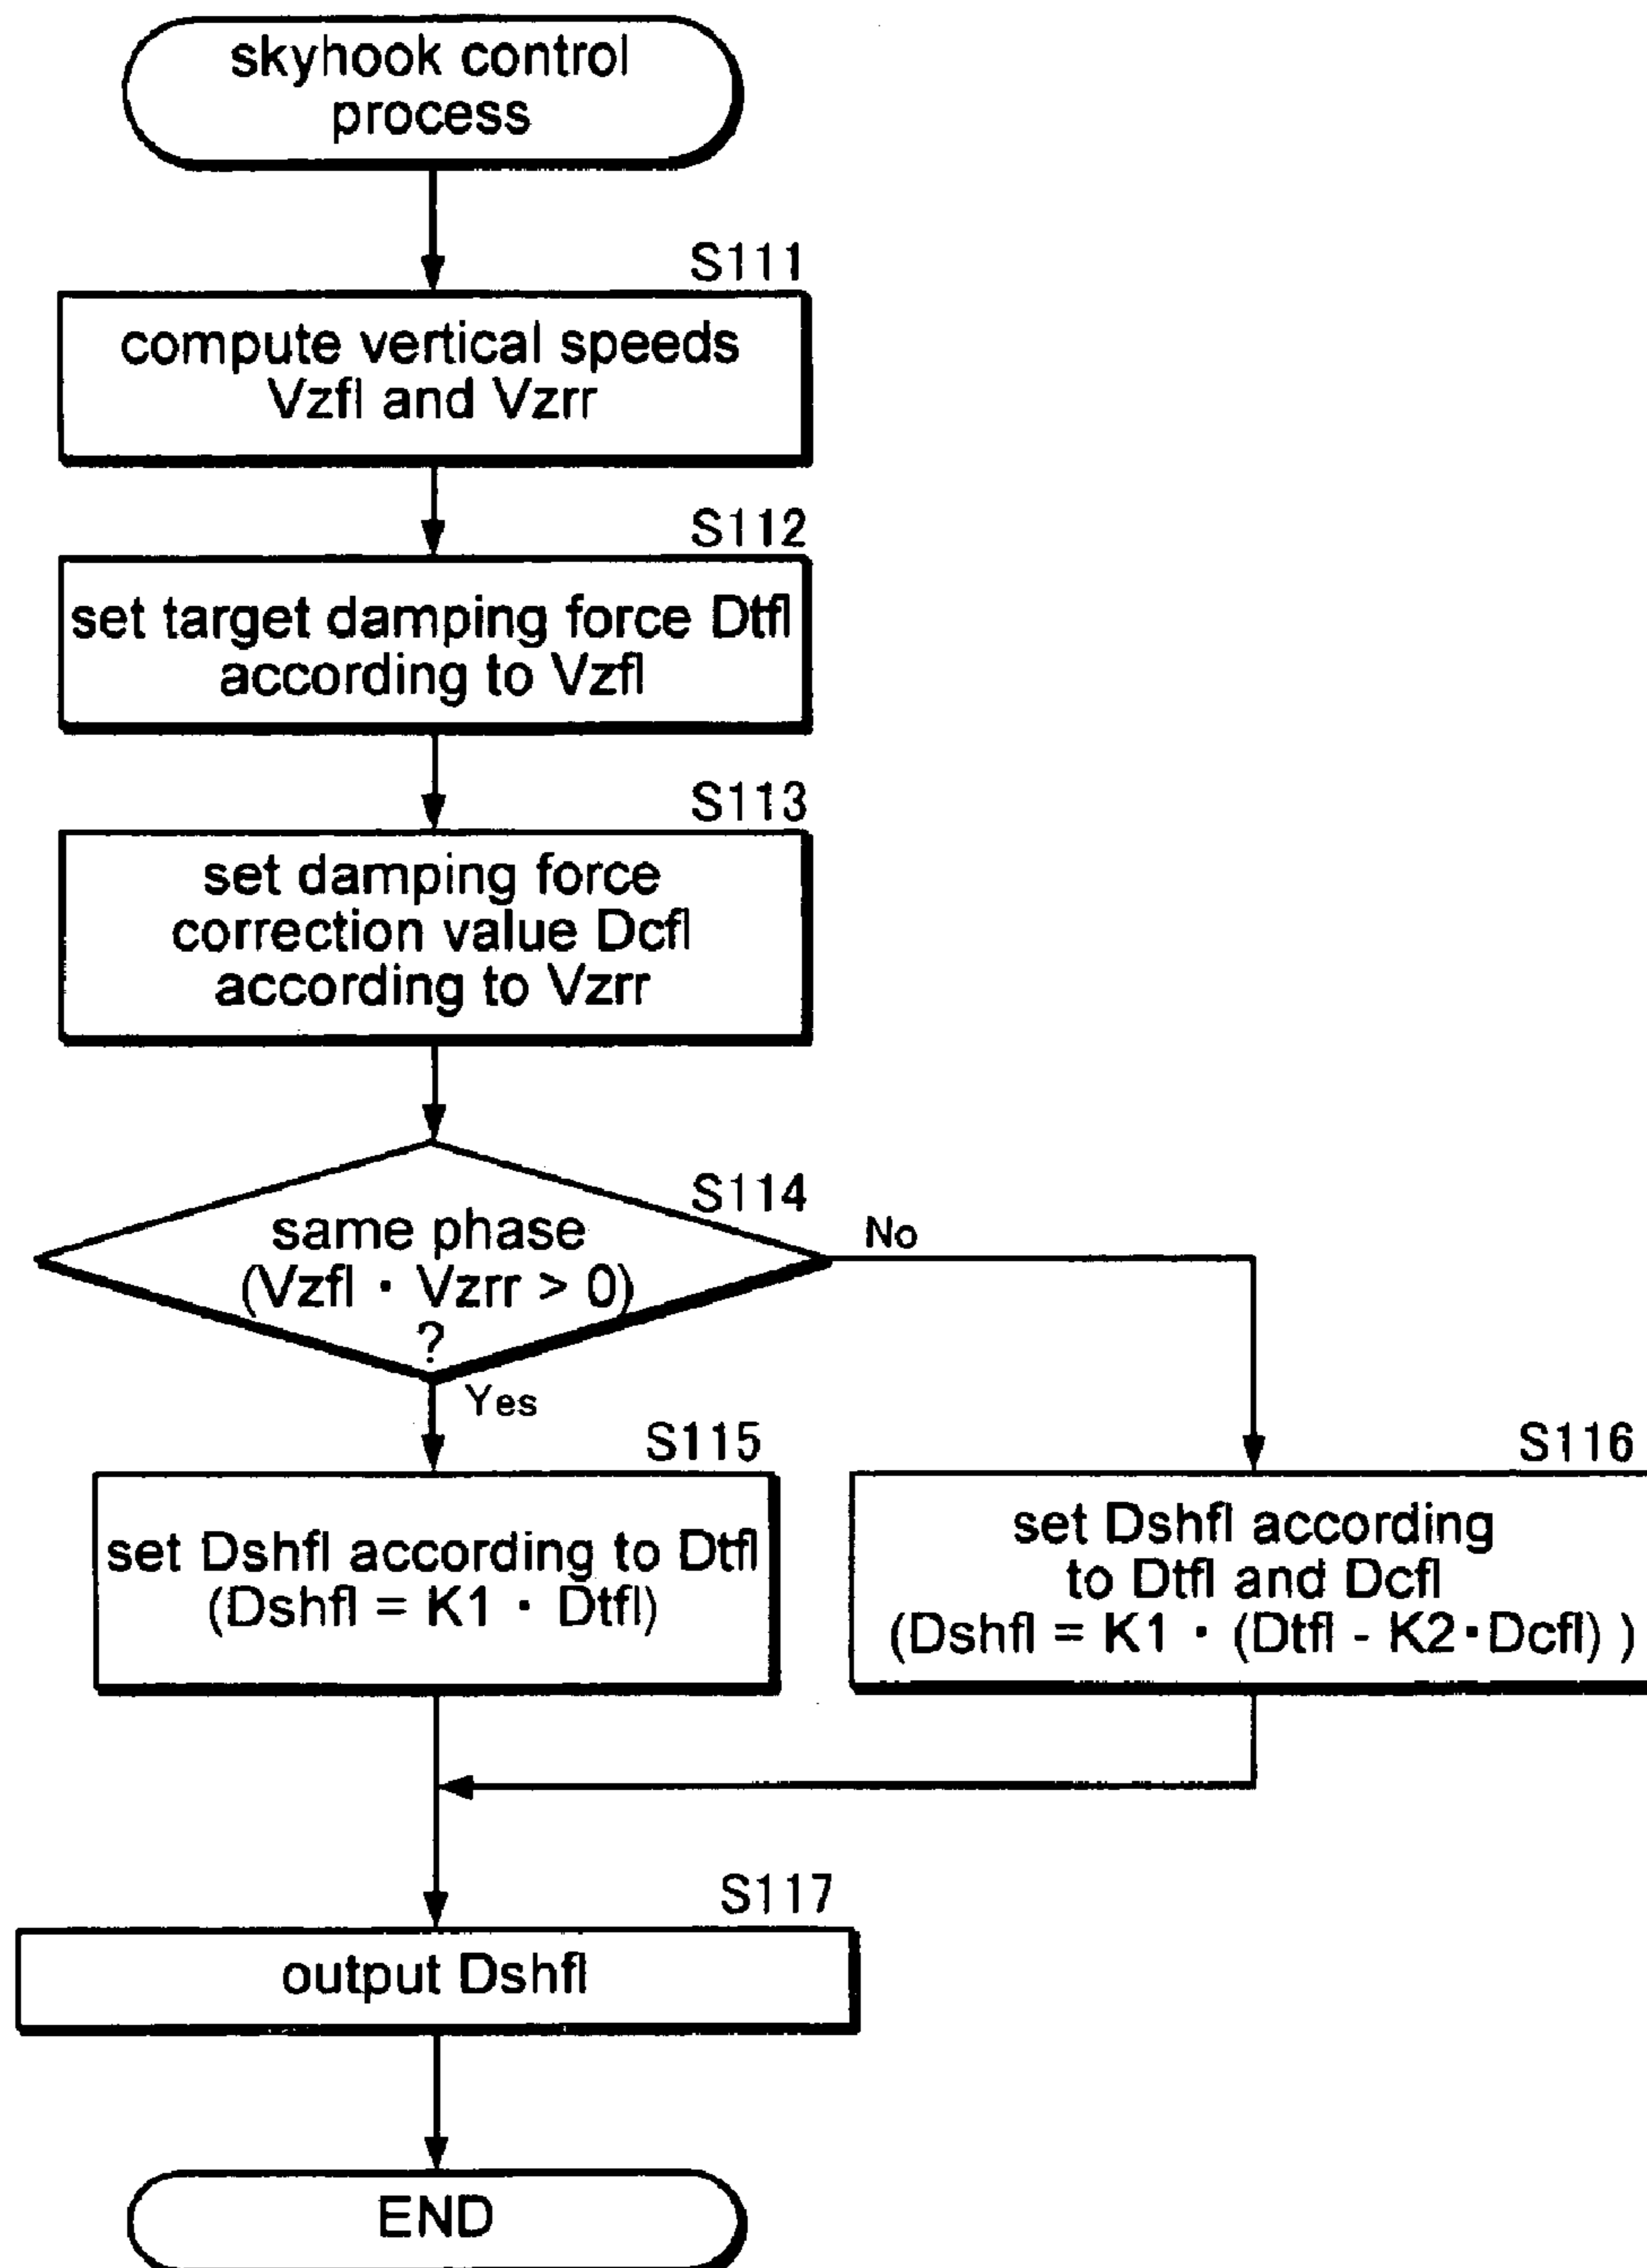 skyhook control
process
S111
compute vertical speeds
Vzfl and Vzrr
S112
set target damping force Dtfl
according to Vzfl
S113
set damping force
correction value Dcfl
according to Vzrr
S114
same phase
(Vzfl · Vzrr > 0)
?
No
Yes
S115
set Dshfl according to Dtfl
(Dshfl = K1 · Dtfl)
S116
set Dshfl according
to Dtfl and Dcfl
(Dshfl = K1 · (Dtfl - K2·Dcfl) )
S117
output Dshfl
END